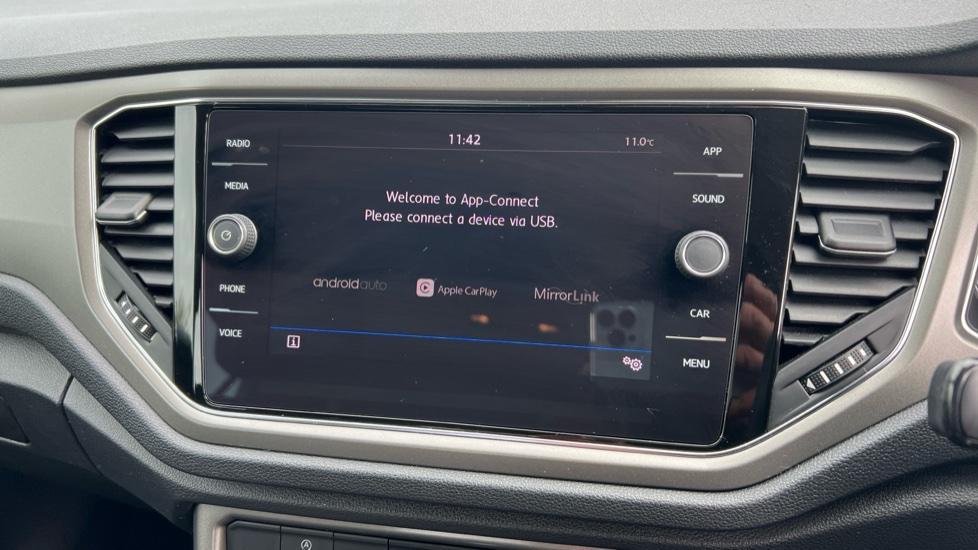 11:42
11.0°C
RADIO
MEDIA
PHONE
VOICE
Welcome to App-Connect
Please connect a device via USB.
androidauto
Apple CarPlay
MirrorLink
i
APP
SOUND
CAR
MENU
A